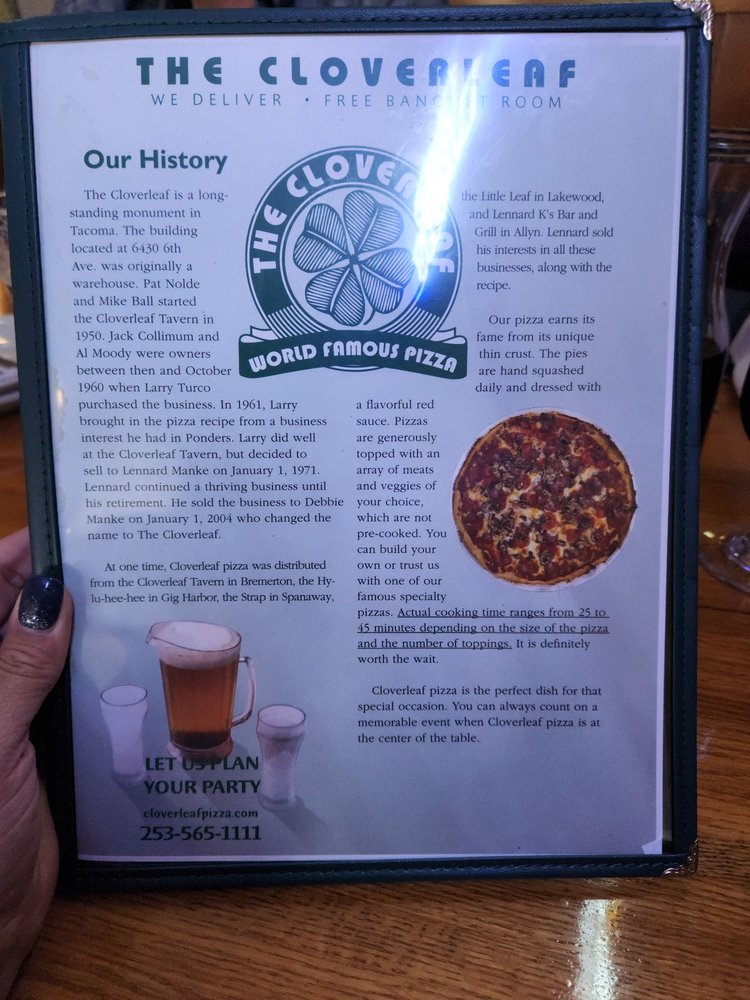 THE CLOVERLEAF
WE DELIVER • FREE BANQUET ROOM
Our History
The Cloverleaf is a long-
standing monument in
Tacoma. The building
located at 6430 6th
Ave. was originally a
warehouse. Pat Nolde
and Mike Ball started
the Cloverleaf Tavern in
1950. Jack Collimum and
Al Moody were owners
between then and October
1960 when Larry Turco
purchased the business. In 1961, Larry
brought in the pizza recipe from a business
interest he had in Ponders. Larry did well
at the Cloverleaf Tavern, but decided to
sell to Lennard Manke on January 1, 1971.
Lennard continued a thriving business until
his retirement. He sold the business to Debbie
Manke on January 1, 2004 who changed the
name to The Cloverleaf.
At one time, Cloverleaf pizza was distributed
from the Cloverleaf Tavern in Bremerton, the Hy-
lu-hee-hee in Gig Harbor, the Strap in Spanaway,
THE CLOVERLEAF
WORLD FAMOUS PIZZA
the Little Leaf in Lakewood,
and Lennard K's Bar and
Grill in Allyn. Lennard sold
his interests in all these
businesses, along with the
recipe.
Our pizza earns its
fame from its unique
thin crust. The pies
are hand squashed
daily and dressed with
a flavorful red
sauce. Pizzas
are generously
topped with an
array of meats
and veggies of
your choice,
which are not
pre-cooked. You
can build your
own or trust us
with one of our
famous specialty
pizzas. Actual cooking time ranges from 25 to
45 minutes depending on the size of the pizza
and the number of toppings. It is definitely
worth the wait.
Cloverleaf pizza is the perfect dish for that
special occasion. You can always count on a
memorable event when Cloverleaf pizza is at
the center of the table.
LET US PLAN
YOUR PARTY
cloverleafpizza.com
253-565-1111